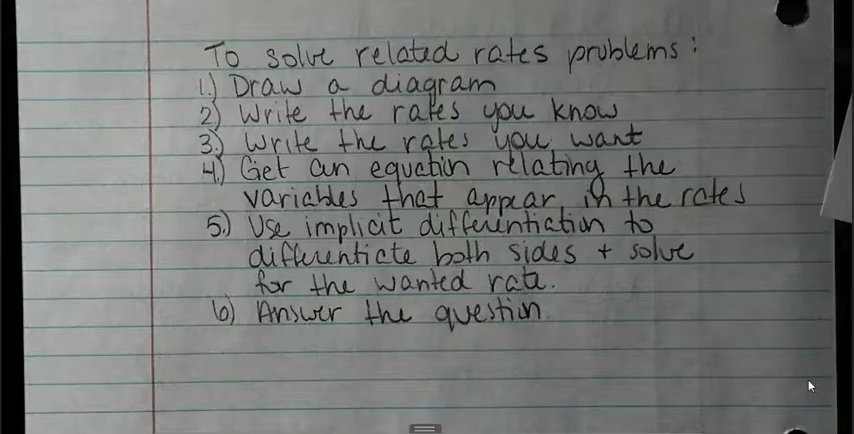 To solve related rates problems:
1.) Draw a diagram
2) Write the rates you know
3.) Write the rates you want
4) Get an equation relating the
variables that appear in the rates
5.) Use implicit differentiation to
differentiate both sides + solve
for the wanted rate.
6) Answer the question.